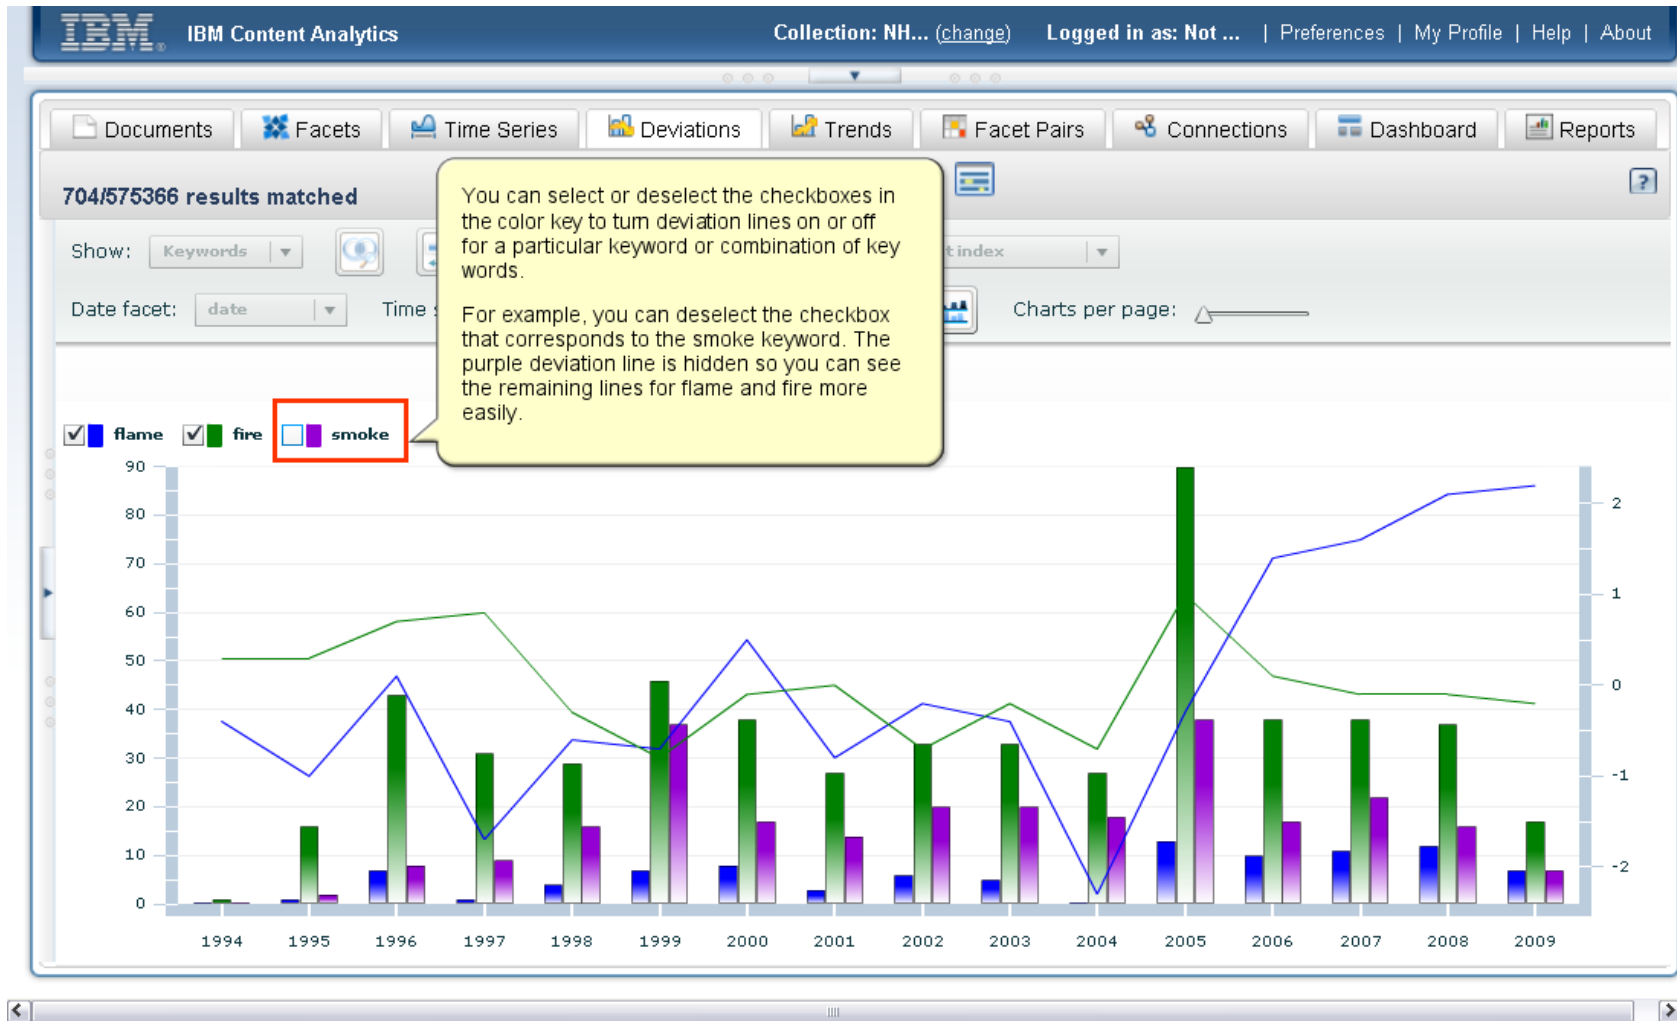 IBM® IBM Content Analytics Collection: NH... (change) Logged in as: Not ... | Preferences | My Profile | Help | About
Documents Facets Time Series Deviations Trends Facet Pairs Connections Dashboard Reports
704/575366 results matched ?
You can select or deselect the checkboxes in
the color key to turn deviation lines on or off
for a particular keyword or combination of key
words.
For example, you can deselect the checkbox
that corresponds to the smoke keyword. The
purple deviation line is hidden so you can see
the remaining lines for flame and fire more
easily.
Show: Keywords
index
Date facet: date Time Charts per page:
flame fire smoke
90
80
70
60
50
40
30
20
10
0
2
1
0
-1
-2
1994 1995 1996 1997 1998 1999 2000 2001 2002 2003 2004 2005 2006 2007 2008 2009